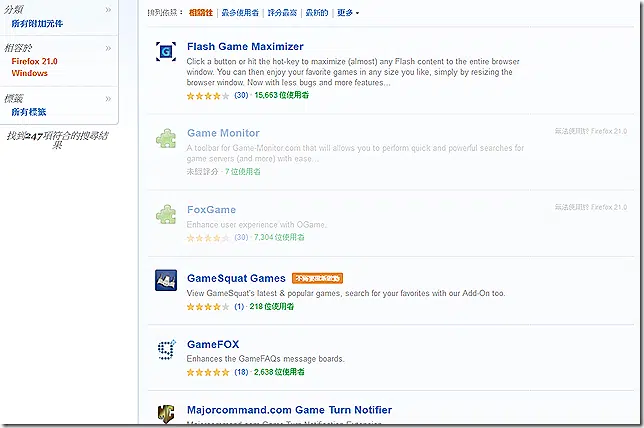 分類 »
所有附加元件
相容於 »
Firefox 21.0
Windows
標籤 »
所有標籤
找到247項符合的搜尋結
果
排列依據： 相關性 | 最多使用者 | 評分最高 | 最新的 | 更多
Flash Game Maximizer
Click a button or hit the hot-key to maximize (almost) any Flash content to the entire browser
window. You can then enjoy your favorite games in any size you like, simply by resizing the
browser window. Now with less bugs and more features...
(30) · 15,663 位使用者
Game Monitor
無法使用於 Firefox 21.0
A toolbar for Game-Monitor.com that will allows you to perform quick and powerful searches for
game servers (and more) with ease...
未經評分 · 7 位使用者
FoxGame
無法使用於 Firefox 21.0
Enhance user experience with OGame.
(30) · 7,304 位使用者
GameSquat Games 不需要重新啟動
View GameSquat's latest & popular games, search for your favorites with our Add-On too.
(1) · 218 位使用者
GameFOX
Enhances the GameFAQs message boards.
(18) · 2,638 位使用者
Majorcommand.com Game Turn Notifier
Majorcommand.com Game Turn Notification Extension